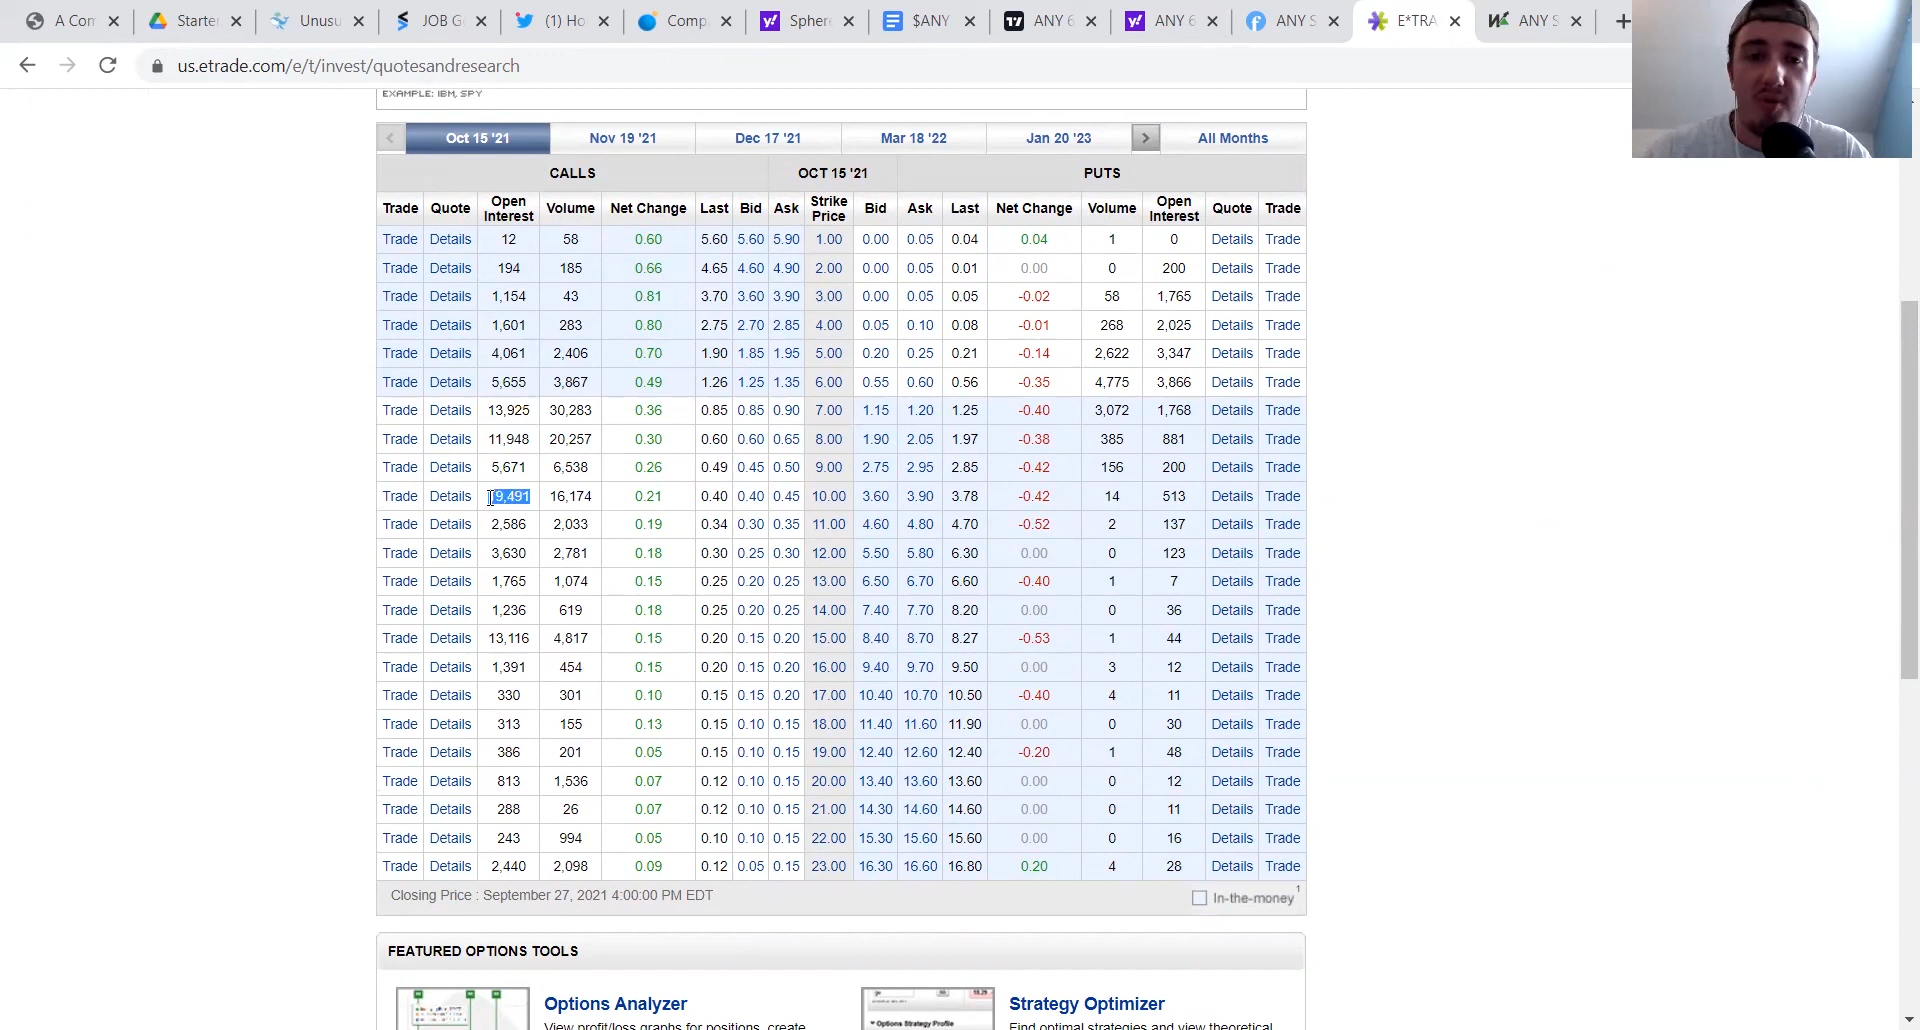 A Com Starter Unusu JOB G (1) Ho Comp Spher $ANY ANY 6 ANY 6 ANY S E*TRA ANY S
us.etrade.com/e/t/invest/quotesandresearch
EXAMPLE: IBM, SPY
Oct 15 '21 Nov 19 '21 Dec 17 '21 Mar 18 '22 Jan 20 '23 All Months
CALLS OCT 15 '21 PUTS
Trade Quote Open Interest Volume Net Change Last Bid Ask Strike Price Bid Ask Last Net Change Volume Open Interest Quote Trade
Trade Details 12 58 0.60 5.60 5.60 5.90 1.00 0.00 0.05 0.04 0.04 1 0 Details Trade
Trade Details 194 185 0.66 4.65 4.60 4.90 2.00 0.00 0.05 0.01 0.00 0 200 Details Trade
Trade Details 1,154 43 0.81 3.70 3.60 3.90 3.00 0.00 0.05 0.05 -0.02 58 1,765 Details Trade
Trade Details 1,601 283 0.80 2.75 2.70 2.85 4.00 0.05 0.10 0.08 -0.01 268 2,025 Details Trade
Trade Details 4,061 2,406 0.70 1.90 1.85 1.95 5.00 0.20 0.25 0.21 -0.14 2,622 3,347 Details Trade
Trade Details 5,655 3,867 0.49 1.26 1.25 1.35 6.00 0.55 0.60 0.56 -0.35 4,775 3,866 Details Trade
Trade Details 13,925 30,283 0.36 0.85 0.85 0.90 7.00 1.15 1.20 1.25 -0.40 3,072 1,768 Details Trade
Trade Details 11,948 20,257 0.30 0.60 0.60 0.65 8.00 1.90 2.05 1.97 -0.38 385 881 Details Trade
Trade Details 5,671 6,538 0.26 0.49 0.45 0.50 9.00 2.75 2.95 2.85 -0.42 156 200 Details Trade
Trade Details 9,491 16,174 0.21 0.40 0.40 0.45 10.00 3.60 3.90 3.78 -0.42 14 513 Details Trade
Trade Details 2,586 2,033 0.19 0.34 0.30 0.35 11.00 4.60 4.80 4.70 -0.52 2 137 Details Trade
Trade Details 3,630 2,781 0.18 0.30 0.25 0.30 12.00 5.50 5.80 6.30 0.00 0 123 Details Trade
Trade Details 1,765 1,074 0.15 0.25 0.20 0.25 13.00 6.50 6.70 6.60 -0.40 1 7 Details Trade
Trade Details 1,236 619 0.18 0.25 0.20 0.25 14.00 7.40 7.70 8.20 0.00 0 36 Details Trade
Trade Details 13,116 4,817 0.15 0.20 0.15 0.20 15.00 8.40 8.70 8.27 -0.53 1 44 Details Trade
Trade Details 1,391 454 0.15 0.20 0.15 0.20 16.00 9.40 9.70 9.50 0.00 3 12 Details Trade
Trade Details 330 301 0.10 0.15 0.15 0.20 17.00 10.40 10.70 10.50 -0.40 4 11 Details Trade
Trade Details 313 155 0.13 0.15 0.10 0.15 18.00 11.40 11.60 11.90 0.00 0 30 Details Trade
Trade Details 386 201 0.05 0.15 0.10 0.15 19.00 12.40 12.60 12.40 -0.20 1 48 Details Trade
Trade Details 813 1,536 0.07 0.12 0.10 0.15 20.00 13.40 13.60 13.60 0.00 0 12 Details Trade
Trade Details 288 26 0.07 0.12 0.10 0.15 21.00 14.30 14.60 14.60 0.00 0 11 Details Trade
Trade Details 243 994 0.05 0.10 0.10 0.15 22.00 15.30 15.60 15.60 0.00 0 16 Details Trade
Trade Details 2,440 2,098 0.09 0.12 0.05 0.15 23.00 16.30 16.60 16.80 0.20 4 28 Details Trade
Closing Price : September 27, 2021 4:00:00 PM EDT In-the-money 1
FEATURED OPTIONS TOOLS
Options Analyzer Strategy Optimizer
View profit/loss graphs for positions, create Options Strategy Profile Find optimal strategies and view theoretical